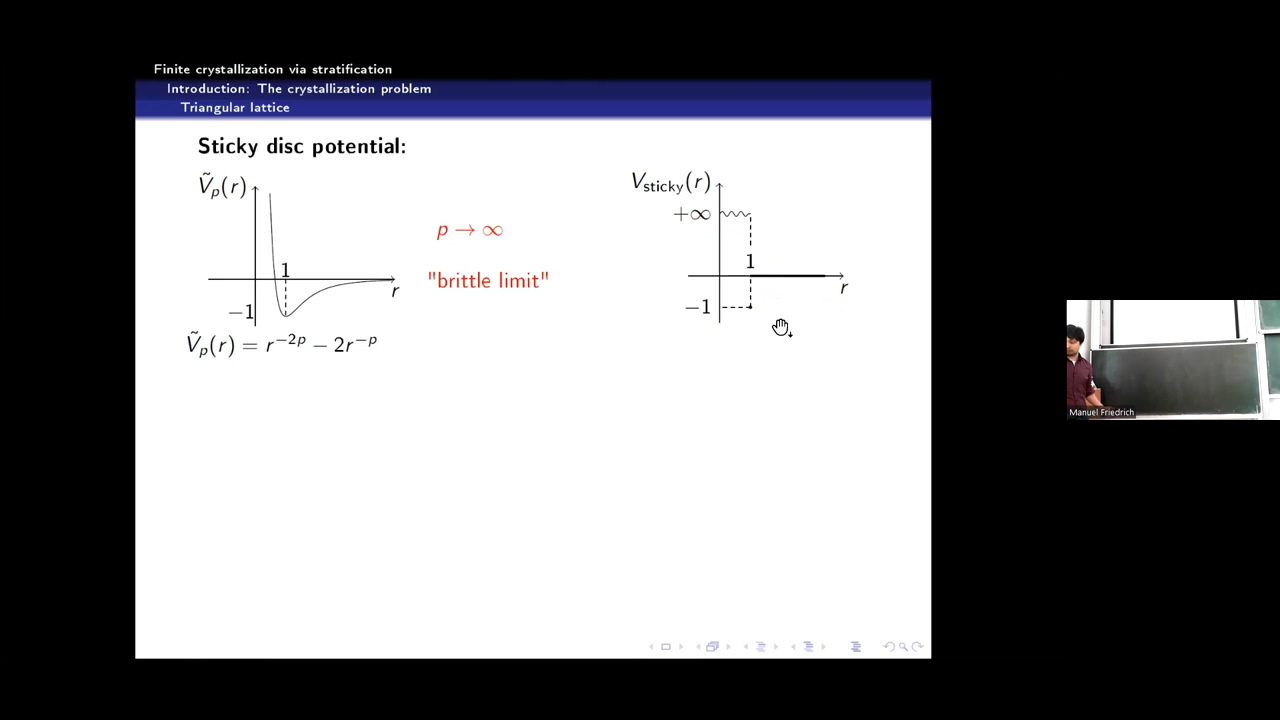 Finite crystallization via stratification
Introduction: The crystallization problem
Triangular lattice
Sticky disc potential:
Ṽₚ(r)
1
−1
r
Ṽₚ(r) = r⁻²ᵖ − 2r⁻ᵖ
p → ∞
"brittle limit"
V_sticky(r)
+∞
1
−1
r
Manuel Friedrich